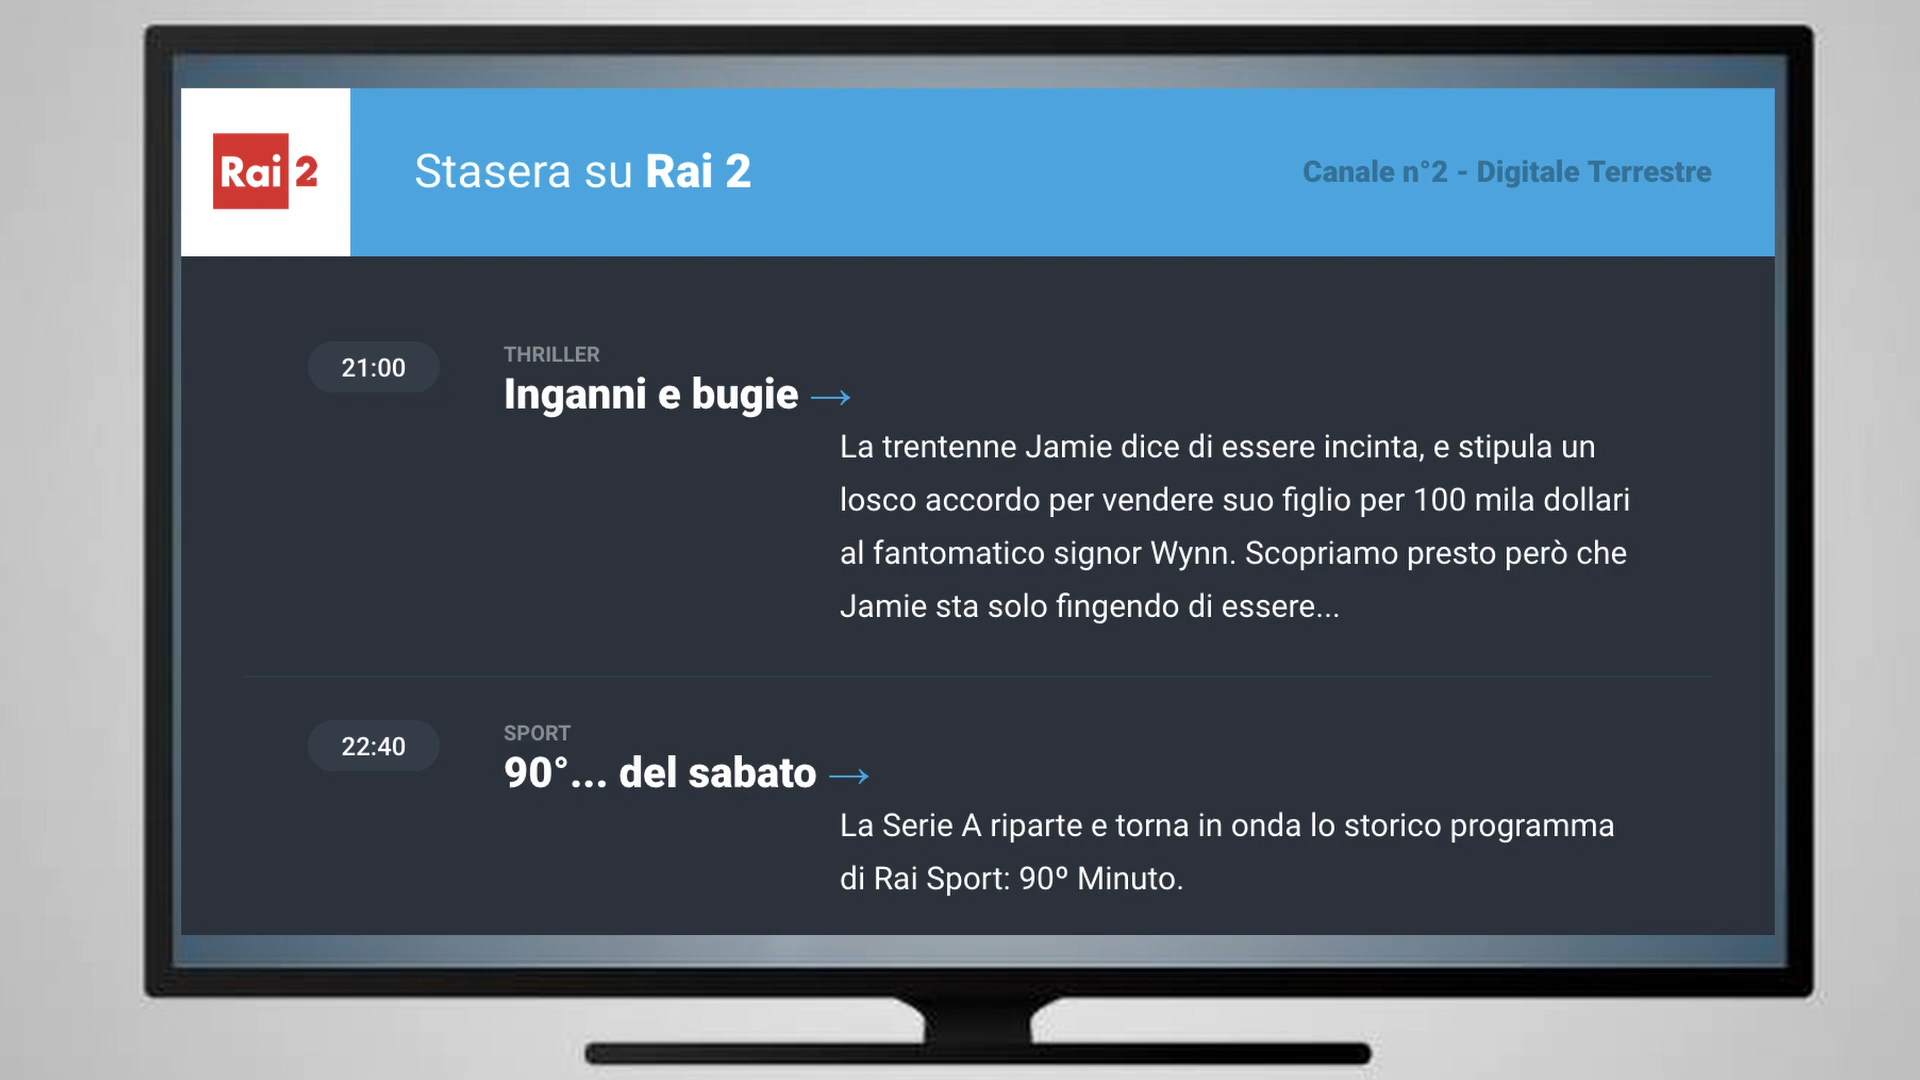 Rai 2
Stasera su Rai 2
Canale n°2 - Digitale Terrestre
21:00
THRILLER
Inganni e bugie →
La trentenne Jamie dice di essere incinta, e stipula un
losco accordo per vendere suo figlio per 100 mila dollari
al fantomatico signor Wynn. Scopriamo presto però che
Jamie sta solo fingendo di essere...
22:40
SPORT
90°... del sabato →
La Serie A riparte e torna in onda lo storico programma
di Rai Sport: 90º Minuto.